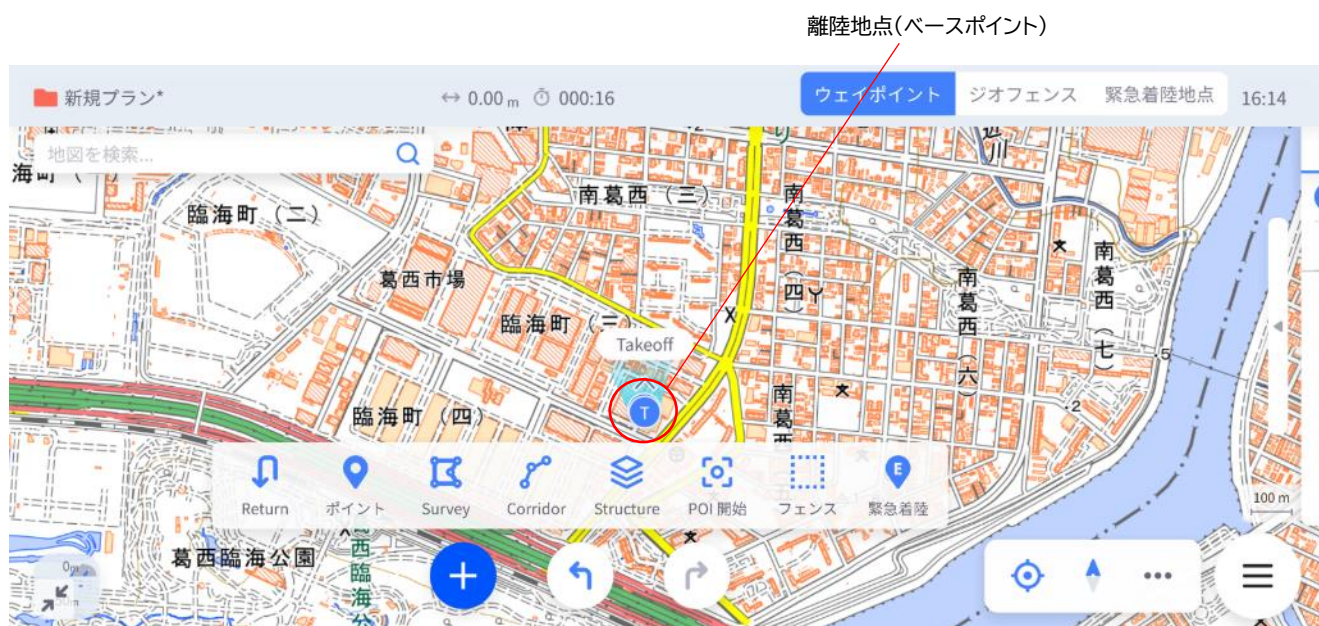 離陸地点(ベースポイント)
新規プラン*
↔ 0.00 m 000:16
ウェイポイント ジオフェンス 緊急着陸地点
16:14
地図を検索...
臨海町(二)
南葛西(三)
南葛西(四)
葛西市場
臨海町(三)
Takeoff
T
南葛西(六)
南葛西(七)
臨海町(四)
南葛西
5
2
Return ポイント Survey Corridor Structure POI 開始 フェンス 緊急着陸
E
100 m
葛西臨海公園
西臨海公
0m